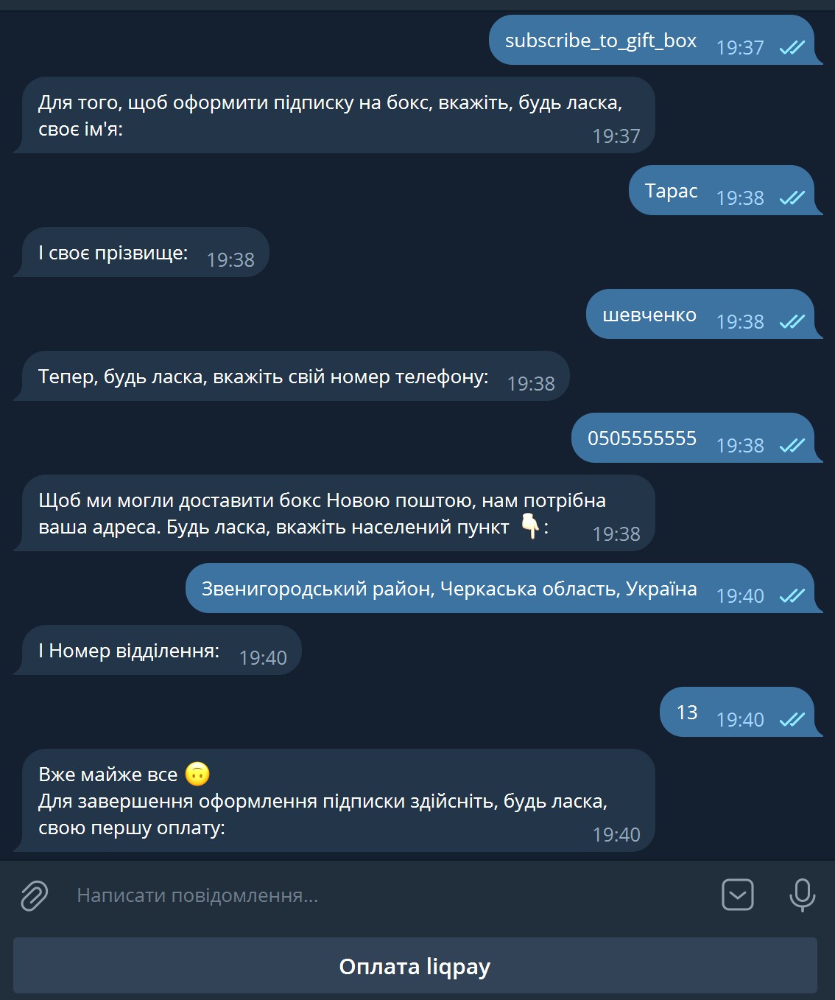 subscribe_to_gift_box 19:37
Для того, щоб оформити підписку на бокс, вкажіть, будь ласка,
своє ім'я:
19:37
Тарас 19:38
І своє прізвище: 19:38
шевченко 19:38
Тепер, будь ласка, вкажіть свій номер телефону: 19:38
0505555555 19:38
Щоб ми могли доставити бокс Новою поштою, нам потрібна
ваша адреса. Будь ласка, вкажіть населений пункт 👇🏻:
19:38
Звенигородський район, Черкаська область, Україна 19:40
І Номер відділення: 19:40
13 19:40
Вже майже все 🙃
Для завершення оформлення підписки здійсніть, будь ласка,
свою першу оплату:
19:40
Написати повідомлення...
Оплата liqpay